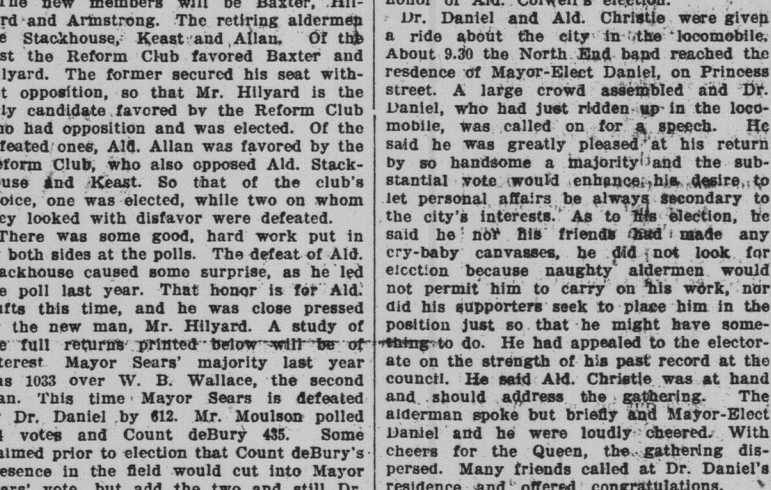 The new members will be Baxter, Hil-
rd and Armstrong. The retiring aldermen
e Stackhouse, Keast and Allan. Of the
st the Reform Club favored Baxter and
lyard. The former secured his seat with-
t opposition, so that Mr. Hilyard is the
ly candidate favored by the Reform Club
ho had opposition and was elected. Of the
feated ones, Ald. Allan was favored by the
eform Club, who also opposed Ald. Stack-
ouse and Keast. So that of the club's
oice, one was elected, while two on whom
ey looked with disfavor were defeated.
There was some good, hard work put in
both sides at the polls. The defeat of Ald.
ackhouse caused some surprise, as he led
e poll last year. That honor is for Ald.
ufts this time, and he was close pressed
the new man, Mr. Hilyard. A study of
e full returns printed below will be of
terest. Mayor Sears' majority last year
as 1033 over W. B. Wallace, the second
an. This time Mayor Sears is defeated
Dr. Daniel by 612. Mr. Moulson polled
votes and Count deBury 435. Some
aimed prior to election that Count deBury's
esence in the field would cut into Mayor
ars' vote, but add the two and still Dr.
honor of Ald. Colwell's election.
Dr. Daniel and Ald. Christie were given
a ride about the city in the locomobile.
About 9.30 the North End band reached the
resdence of Mayor-Elect Daniel, on Princess
street. A large crowd assembled and Dr.
Daniel, who had just ridden up in the loco-
mobile, was called on for a speech. He
said he was greatly pleased at his return
by so handsome a majority and the sub-
stantial vote would enhance his desire to
let personal affairs be always secondary to
the city's interests. As to his election, he
said he nor his friends had made any
cry-baby canvasses, he did not look for
election because naughty aldermen would
not permit him to carry on his work, nor
did his supporters seek to place him in the
position just so that he might have some-
thing to do. He had appealed to the elector-
ate on the strength of his past record at the
council. He said Ald. Christie was at hand
and should address the gathering. The
alderman spoke but briefly and Mayor-Elect
Daniel and he were loudly cheered. With
cheers for the Queen, the gathering dis-
persed. Many friends called at Dr. Daniel's
residence and offered congratulations.